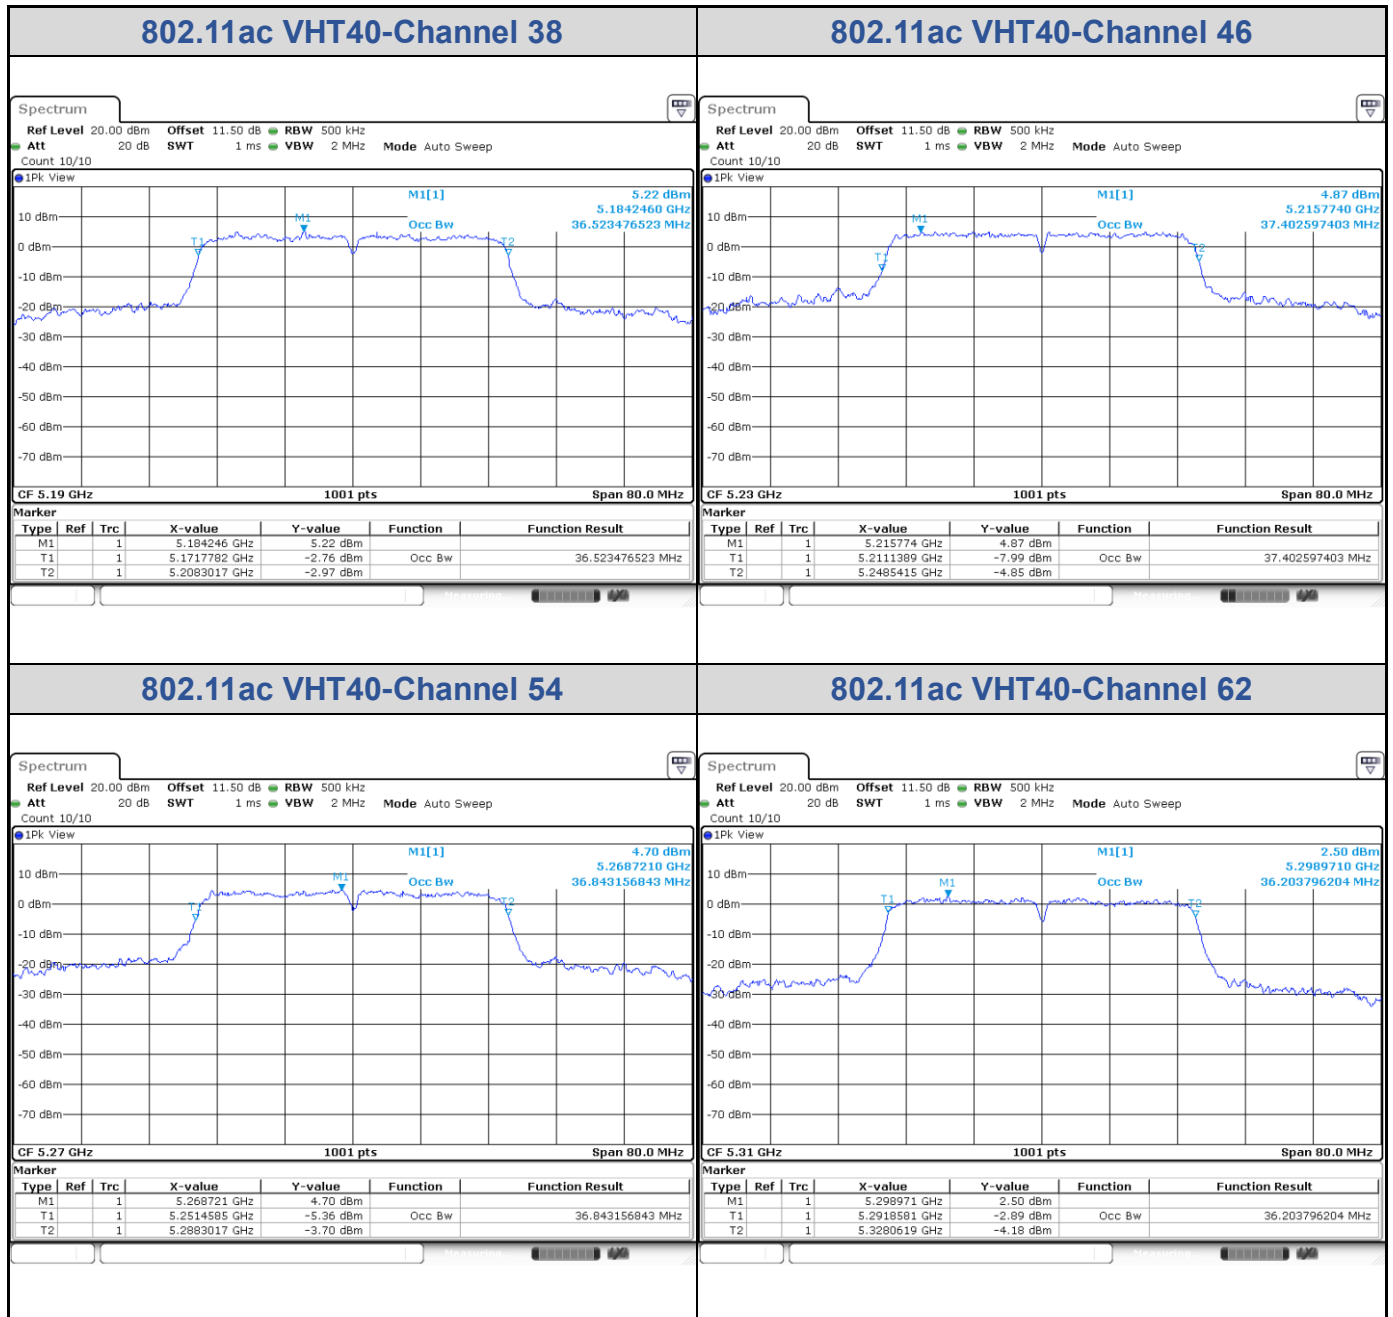 802.11ac VHT40-Channel 38
Spectrum
Ref Level 20.00 dBm Offset 11.50 dB RBW 500 kHz
Att 20 dB SWT 1 ms VBW 2 MHz Mode Auto Sweep
Count 10/10
1Pk View
M1[1] 5.22 dBm
5.1842460 GHz
Occ Bw 36.523476523 MHz
M1
T1
T2
10 dBm
0 dBm
-10 dBm
-20 dBm
-30 dBm
-40 dBm
-50 dBm
-60 dBm
-70 dBm
CF 5.19 GHz 1001 pts Span 80.0 MHz
Marker
Type Ref Trc X-value Y-value Function Function Result
M1 1 5.184246 GHz 5.22 dBm
T1 1 5.1717782 GHz -2.76 dBm Occ Bw 36.523476523 MHz
T2 1 5.2083017 GHz -2.97 dBm
Measuring...
802.11ac VHT40-Channel 46
Spectrum
Ref Level 20.00 dBm Offset 11.50 dB RBW 500 kHz
Att 20 dB SWT 1 ms VBW 2 MHz Mode Auto Sweep
Count 10/10
1Pk View
M1[1] 4.87 dBm
5.2157740 GHz
Occ Bw 37.402597403 MHz
M1
T1
T2
10 dBm
0 dBm
-10 dBm
-20 dBm
-30 dBm
-40 dBm
-50 dBm
-60 dBm
-70 dBm
CF 5.23 GHz 1001 pts Span 80.0 MHz
Marker
Type Ref Trc X-value Y-value Function Function Result
M1 1 5.215774 GHz 4.87 dBm
T1 1 5.2111389 GHz -7.99 dBm Occ Bw 37.402597403 MHz
T2 1 5.2485415 GHz -4.85 dBm
Measuring...
802.11ac VHT40-Channel 54
Spectrum
Ref Level 20.00 dBm Offset 11.50 dB RBW 500 kHz
Att 20 dB SWT 1 ms VBW 2 MHz Mode Auto Sweep
Count 10/10
1Pk View
M1[1] 4.70 dBm
5.2687210 GHz
Occ Bw 36.843156843 MHz
M1
T1
T2
10 dBm
0 dBm
-10 dBm
-20 dBm
-30 dBm
-40 dBm
-50 dBm
-60 dBm
-70 dBm
CF 5.27 GHz 1001 pts Span 80.0 MHz
Marker
Type Ref Trc X-value Y-value Function Function Result
M1 1 5.268721 GHz 4.70 dBm
T1 1 5.2514585 GHz -5.36 dBm Occ Bw 36.843156843 MHz
T2 1 5.2883017 GHz -3.70 dBm
Measuring...
802.11ac VHT40-Channel 62
Spectrum
Ref Level 20.00 dBm Offset 11.50 dB RBW 500 kHz
Att 20 dB SWT 1 ms VBW 2 MHz Mode Auto Sweep
Count 10/10
1Pk View
M1[1] 2.50 dBm
5.2989710 GHz
Occ Bw 36.203796204 MHz
M1
T1
T2
10 dBm
0 dBm
-10 dBm
-20 dBm
-30 dBm
-40 dBm
-50 dBm
-60 dBm
-70 dBm
CF 5.31 GHz 1001 pts Span 80.0 MHz
Marker
Type Ref Trc X-value Y-value Function Function Result
M1 1 5.298971 GHz 2.50 dBm
T1 1 5.2918581 GHz -2.89 dBm Occ Bw 36.203796204 MHz
T2 1 5.3280619 GHz -4.18 dBm
Measuring...